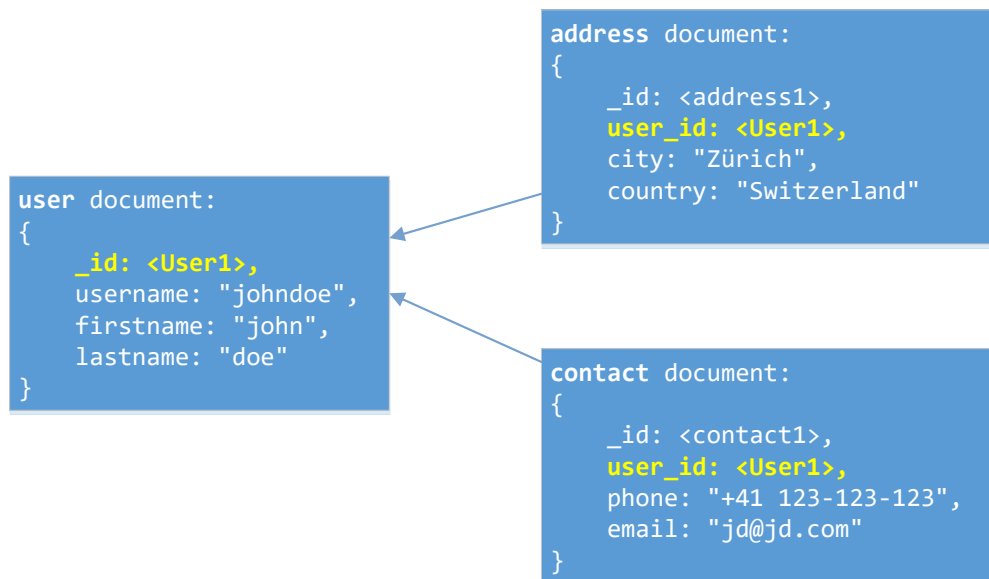 user document:
{
    _id: <User1>,
    username: "johndoe",
    firstname: "john",
    lastname: "doe"
}
address document:
{
    _id: <address1>,
    user_id: <User1>,
    city: "Zürich",
    country: "Switzerland"
}
contact document:
{
    _id: <contact1>,
    user_id: <User1>,
    phone: "+41 123-123-123",
    email: "jd@jd.com"
}